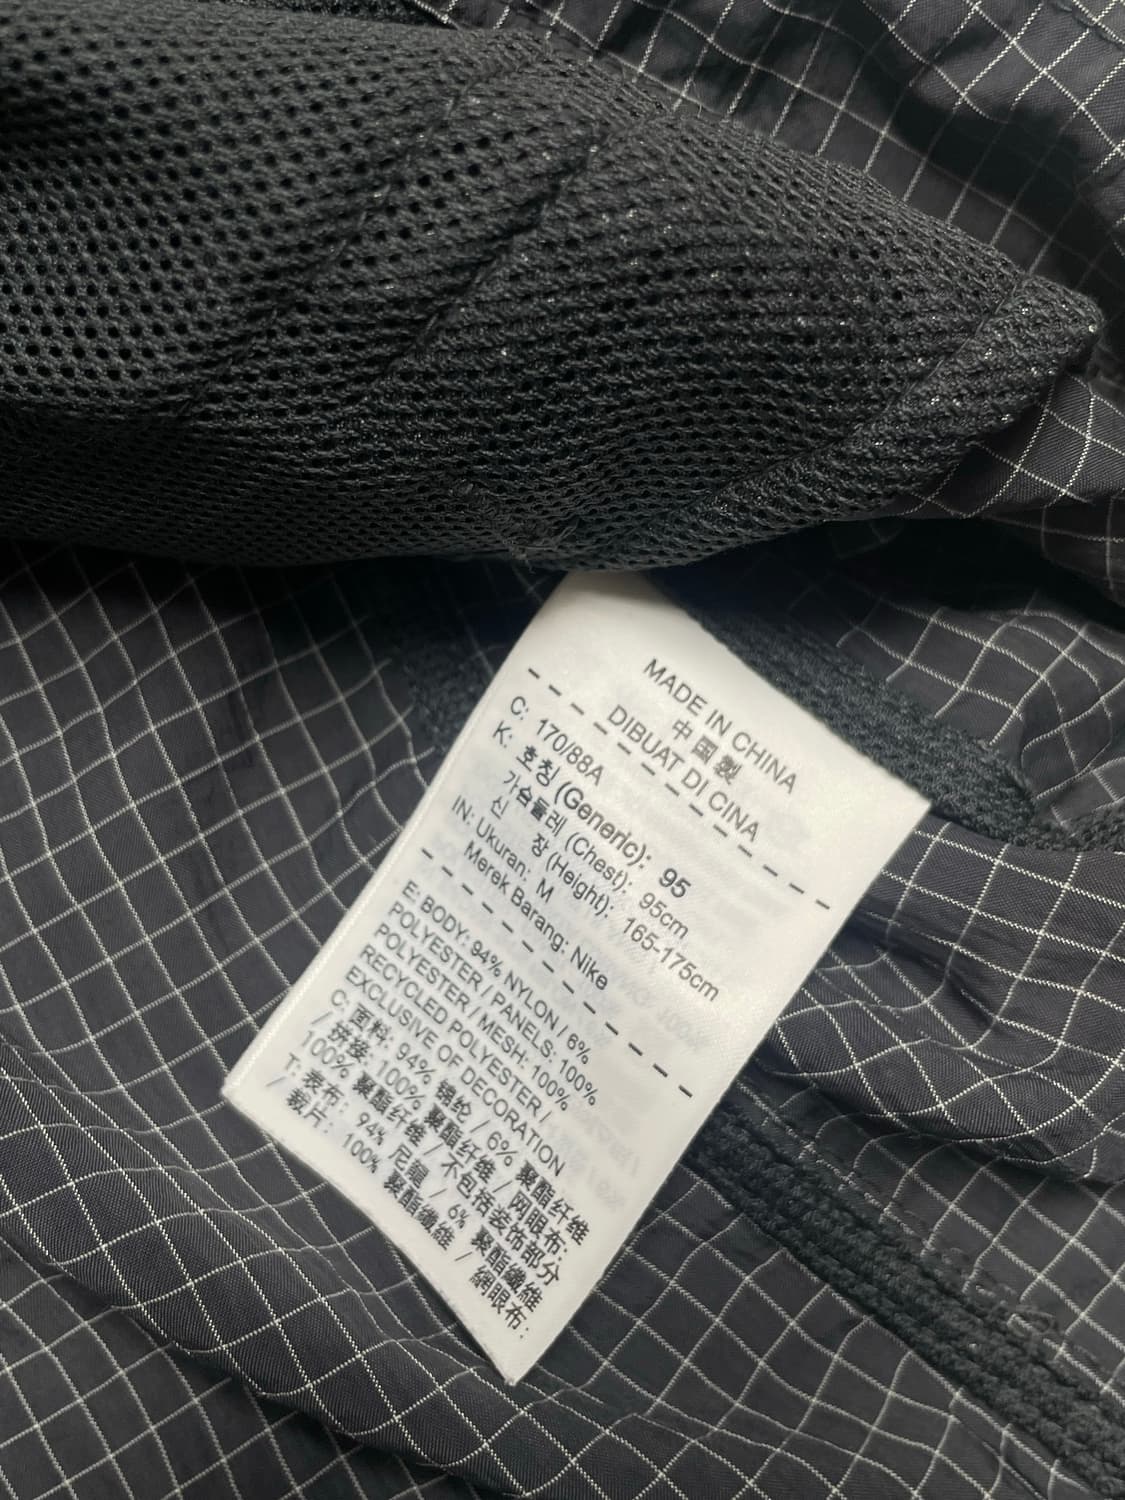 MADE IN CHINA
中国製
DIBUAT DI CINA
C: 170/88A
K: 호칭 (Generic): 95
가슴둘레 (Chest): 95cm
신 장 (Height): 165-175cm
IN: Ukuran: M
Merek Barang: Nike
E: BODY: 94% NYLON / 6%
POLYESTER / PANELS: 100%
POLYESTER / MESH: 100%
RECYCLED POLYESTER /
EXCLUSIVE OF DECORATION
C: 面料: 94% 锦纶 / 6% 聚酯纤维
/ 拼接: 100% 聚酯纤维 / 网眼布:
100% 聚酯纤维 / 不包括装饰部分
T: 表布: 94% 尼龍 / 6% 聚酯纖維
/ 裁片: 100% 聚酯纖維 / 網眼布: